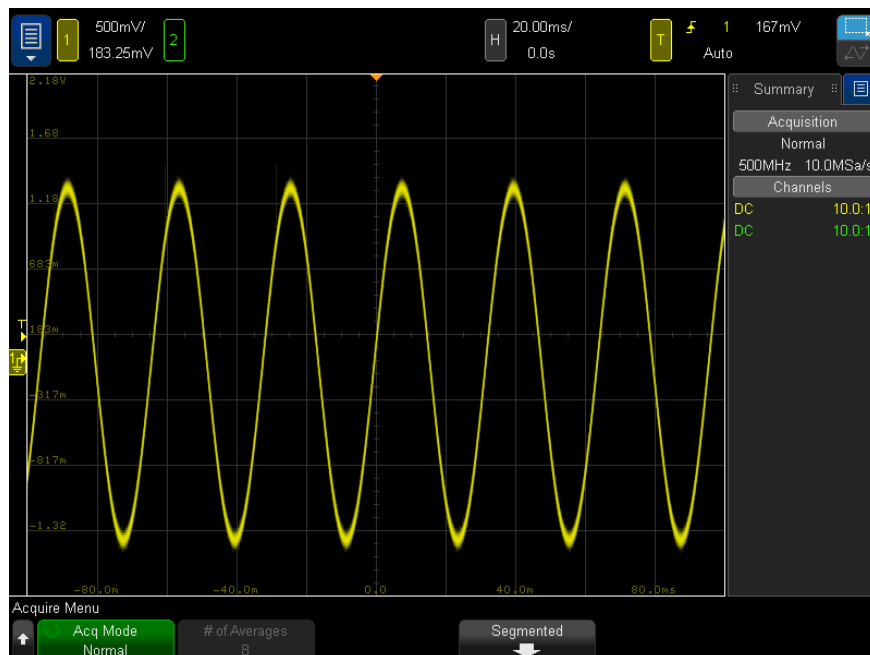 500mV/ 20.00ms/ 1 167mV
1 2 H T
183.25mV 0.0s Auto
2.18V
1.68
1.18
683m
183m
-317m
-817m
-1.32
T
1
-80.0m -40.0m 0.0 40.0m 80.0ms
Summary
Acquisition
Normal
500MHz 10.0MSa/s
Channels
DC 10.0:1
DC 10.0:1
Acquire Menu
Acq Mode # of Averages Segmented
Normal 8